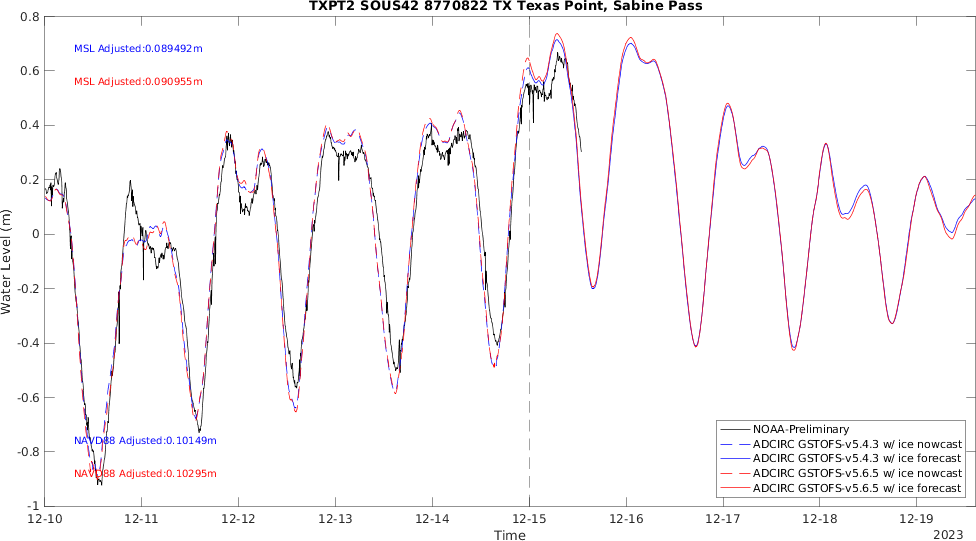 TXPT2 SOUS42 8770822 TX Texas Point, Sabine Pass
0.8
0.6
0.4
0.2
0
-0.2
-0.4
-0.6
-0.8
-1
Water Level (m)
MSL Adjusted:0.089492m
MSL Adjusted:0.090955m
NAVD88 Adjusted:0.10149m
NAVD88 Adjusted:0.10295m
NOAA-Preliminary
ADCIRC GSTOFS-v5.4.3 w/ ice nowcast
ADCIRC GSTOFS-v5.4.3 w/ ice forecast
ADCIRC GSTOFS-v5.6.5 w/ ice nowcast
ADCIRC GSTOFS-v5.6.5 w/ ice forecast
12-10 12-11 12-12 12-13 12-14 12-15 12-16 12-17 12-18 12-19
Time
2023